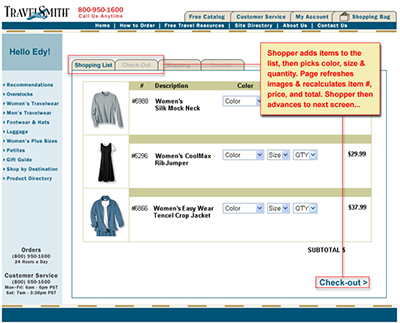 TRAVELSMITH
800-950-1600
Call Us Anytime
Free Catalog
Customer Service
My Account
Shopping Bag
Home | How to Order | Free Travel Resources | Site Directory | About Us | Contact Us
Hello Edy!
Shopping List
Check-Out
Shopper adds items to the
list, then picks color, size &
quantity. Page refreshes
images & recalculates item #,
price, and total. Shopper then
advances to next screen...
Recommendations
Overstocks
Women's Travelwear
Men's Travelwear
Footwear & Hats
Luggage
Women's Plus Sizes
Petites
Gift Guide
Shop by Destination
Product Directory
# Description Color
#6988 Women's
Silk Mock Neck
Color
#6296 Women's CoolMax
Rib Jumper
Color Size QTY $29.99
#6866 Women's Easy Wear
Tencel Crop Jacket
Color Size QTY $37.99
SUBTOTAL $
Check-out >
Orders
(800) 950-1600
24 Hours a Day
Customer Service
(800) 950-1600
Mon-Fri: 6am - 6pm PST
Sat: 7am - 3:30pm PST